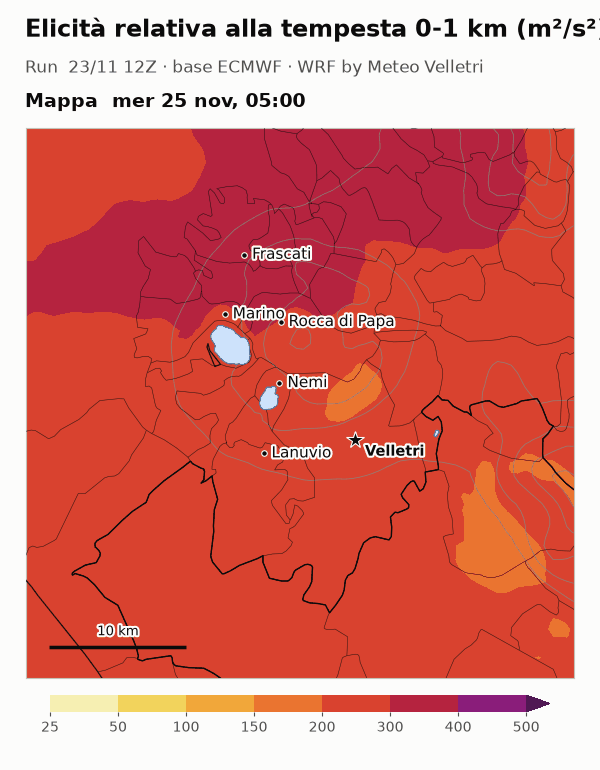 Elicità relativa alla tempesta 0-1 km (m²/s²)
Run  23/11 12Z · base ECMWF · WRF by Meteo Velletri
Mappa  mer 25 nov, 05:00
Frascati
Marino
Rocca di Papa
Nemi
Velletri
Lanuvio
10 km
25 50 100 150 200 300 400 500